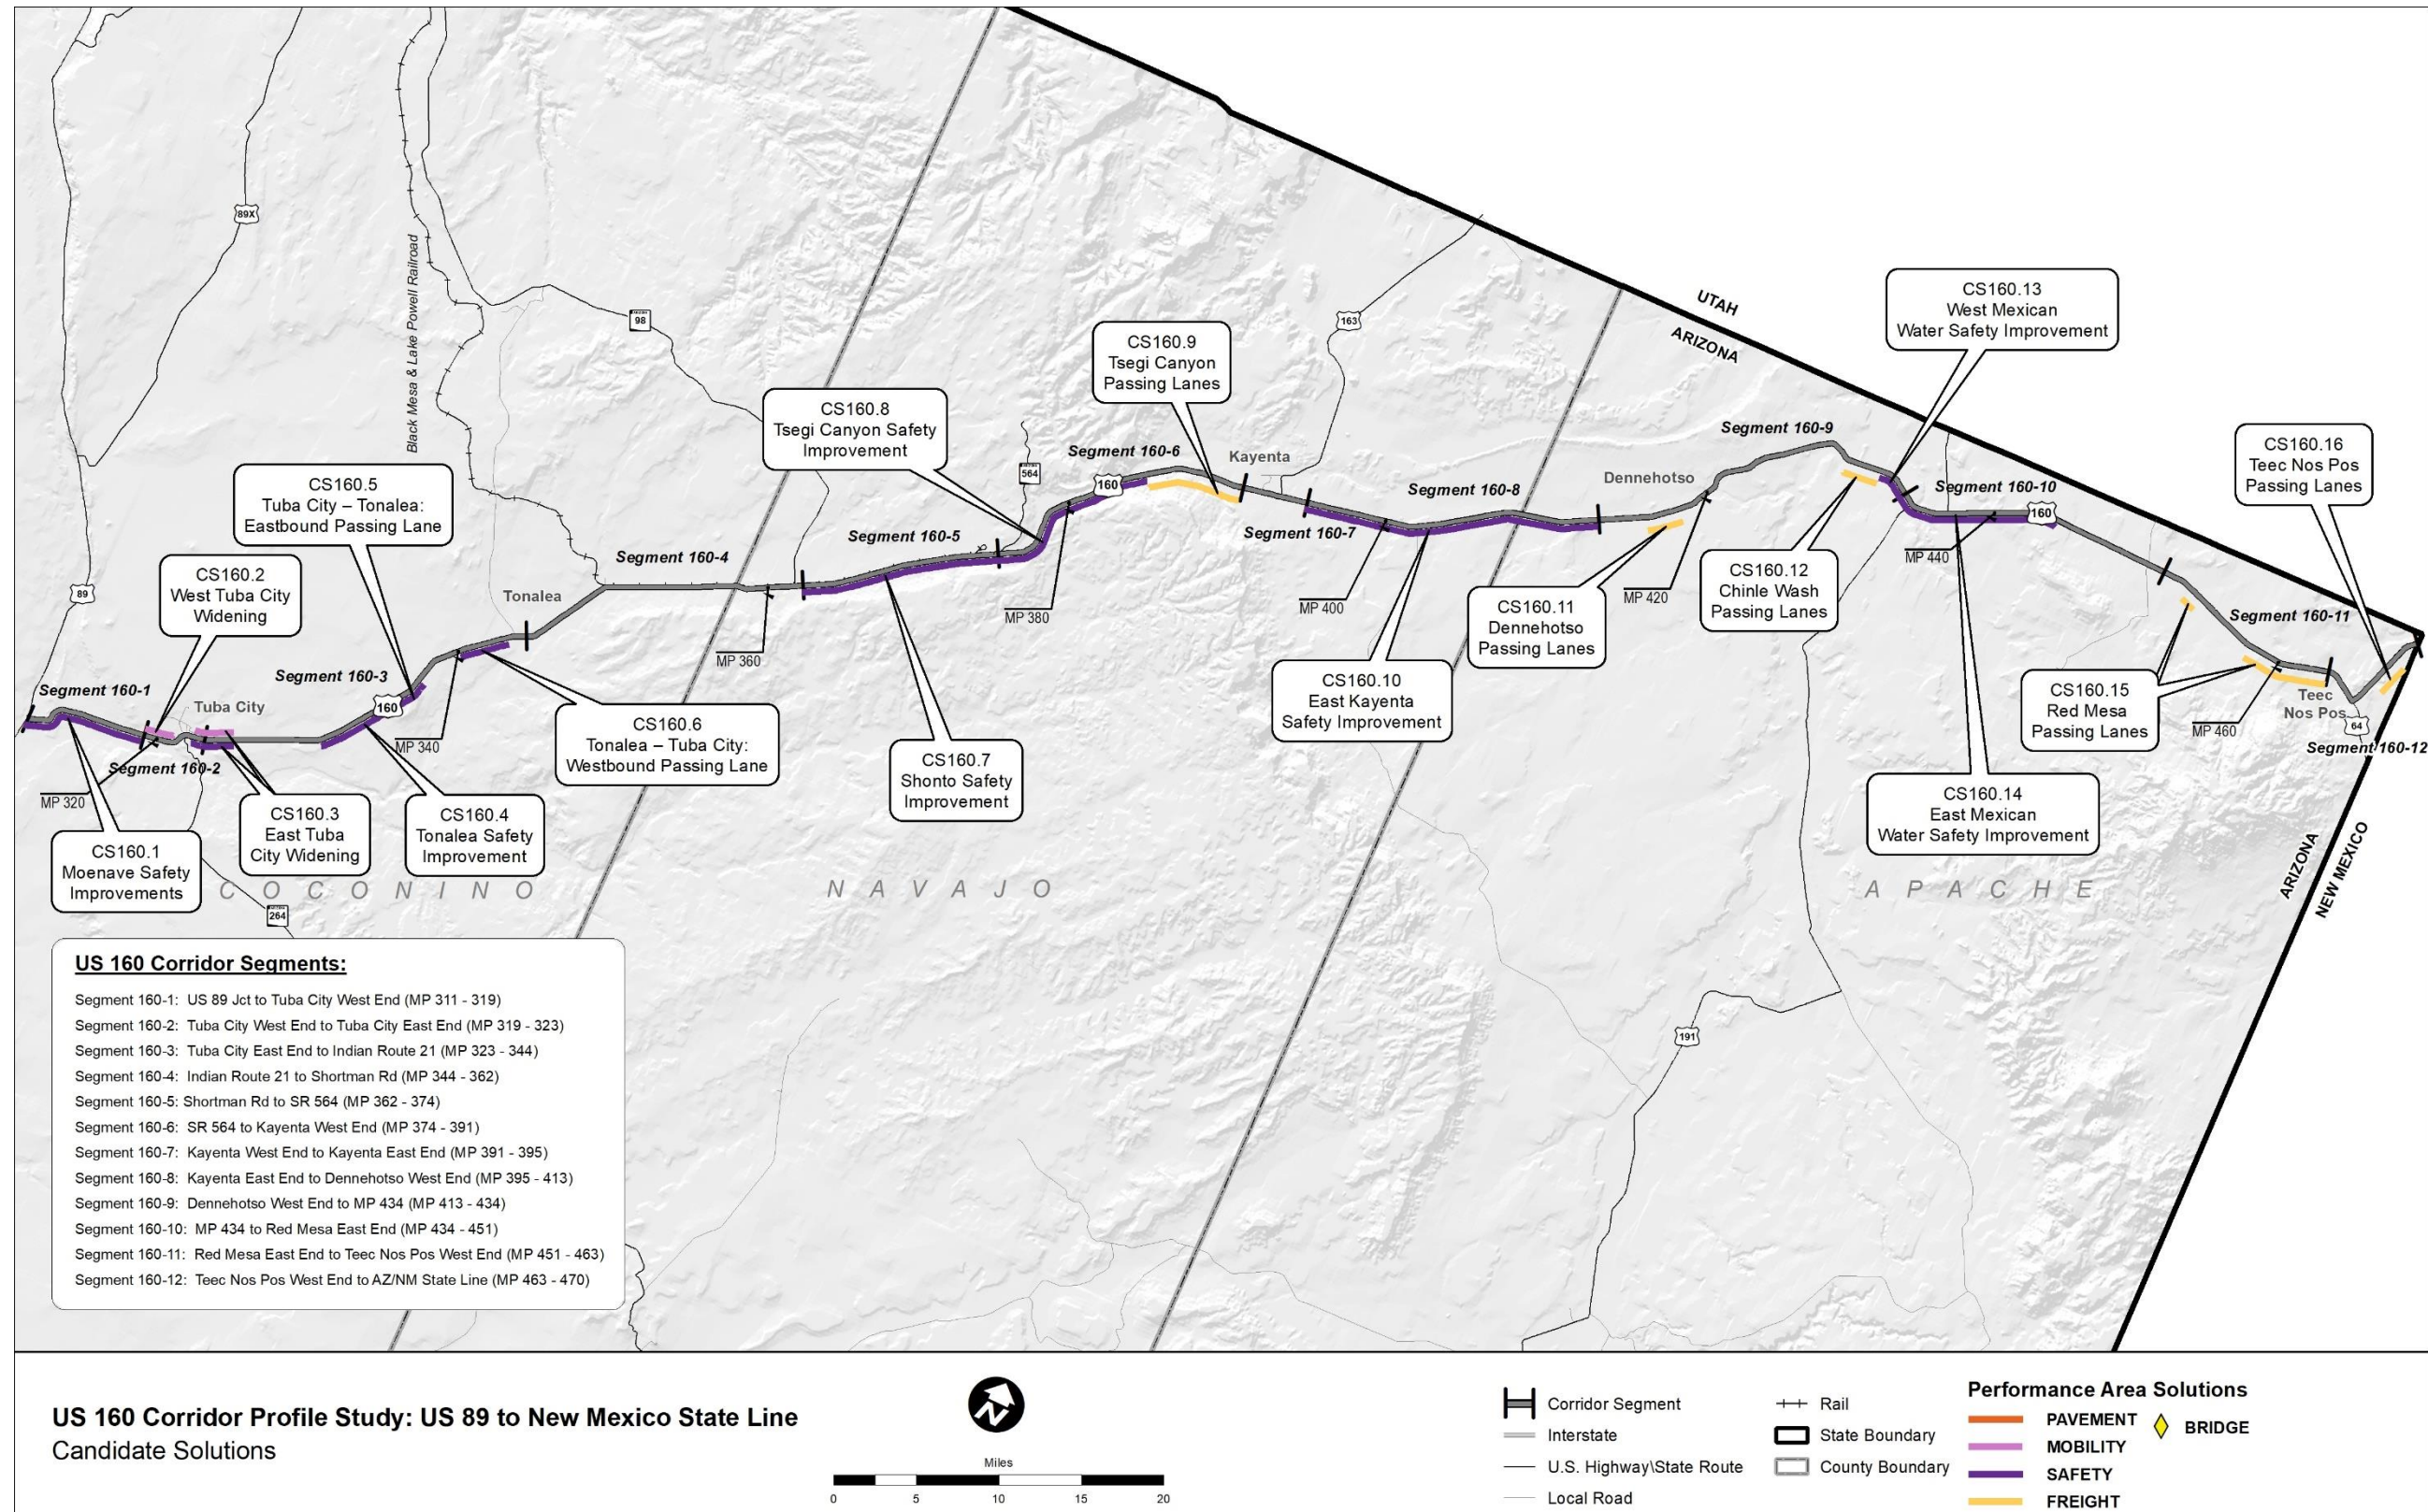 UTAH
ARIZONA
89X
Black Mesa & Lake Powell Railroad
98
163
CS160.13
West Mexican
Water Safety Improvement
CS160.9
Tsegi Canyon
Passing Lanes
CS160.8
Tsegi Canyon Safety
Improvement
CS160.16
Teec Nos Pos
Passing Lanes
Segment 160-9
Segment 160-6
Kayenta
564
160
Dennehotso
Segment 160-8
Segment 160-10
160
CS160.5
Tuba City – Tonalea:
Eastbound Passing Lane
Segment 160-5
Segment 160-7
Segment 160-4
MP 440
CS160.2
West Tuba City
Widening
89
Tonalea
MP 380
MP 400
MP 420
CS160.12
Chinle Wash
Passing Lanes
CS160.11
Dennehotso
Passing Lanes
Segment 160-11
MP 360
Segment 160-3
Segment 160-1
160
Tuba City
CS160.10
East Kayenta
Safety Improvement
CS160.15
Red Mesa
Passing Lanes
Teec
Nos Pos
64
MP 460
Segment 160-12
MP 340
CS160.6
Tonalea – Tuba City:
Westbound Passing Lane
Segment 160-2
MP 320
CS160.7
Shonto Safety
Improvement
CS160.3
East Tuba
City Widening
CS160.4
Tonalea Safety
Improvement
CS160.14
East Mexican
Water Safety Improvement
CS160.1
Moenave Safety
Improvements
ARIZONA
NEW MEXICO
COCONINO
NAVAJO
APACHE
264
191
US 160 Corridor Segments:
Segment 160-1: US 89 Jct to Tuba City West End (MP 311 - 319)
Segment 160-2: Tuba City West End to Tuba City East End (MP 319 - 323)
Segment 160-3: Tuba City East End to Indian Route 21 (MP 323 - 344)
Segment 160-4: Indian Route 21 to Shortman Rd (MP 344 - 362)
Segment 160-5: Shortman Rd to SR 564 (MP 362 - 374)
Segment 160-6: SR 564 to Kayenta West End (MP 374 - 391)
Segment 160-7: Kayenta West End to Kayenta East End (MP 391 - 395)
Segment 160-8: Kayenta East End to Dennehotso West End (MP 395 - 413)
Segment 160-9: Dennehotso West End to MP 434 (MP 413 - 434)
Segment 160-10: MP 434 to Red Mesa East End (MP 434 - 451)
Segment 160-11: Red Mesa East End to Teec Nos Pos West End (MP 451 - 463)
Segment 160-12: Teec Nos Pos West End to AZ/NM State Line (MP 463 - 470)
US 160 Corridor Profile Study: US 89 to New Mexico State Line
Candidate Solutions
N
Miles
0 5 10 15 20
Corridor Segment
Interstate
U.S. Highway\State Route
Local Road
Rail
State Boundary
County Boundary
Performance Area Solutions
PAVEMENT
BRIDGE
MOBILITY
SAFETY
FREIGHT